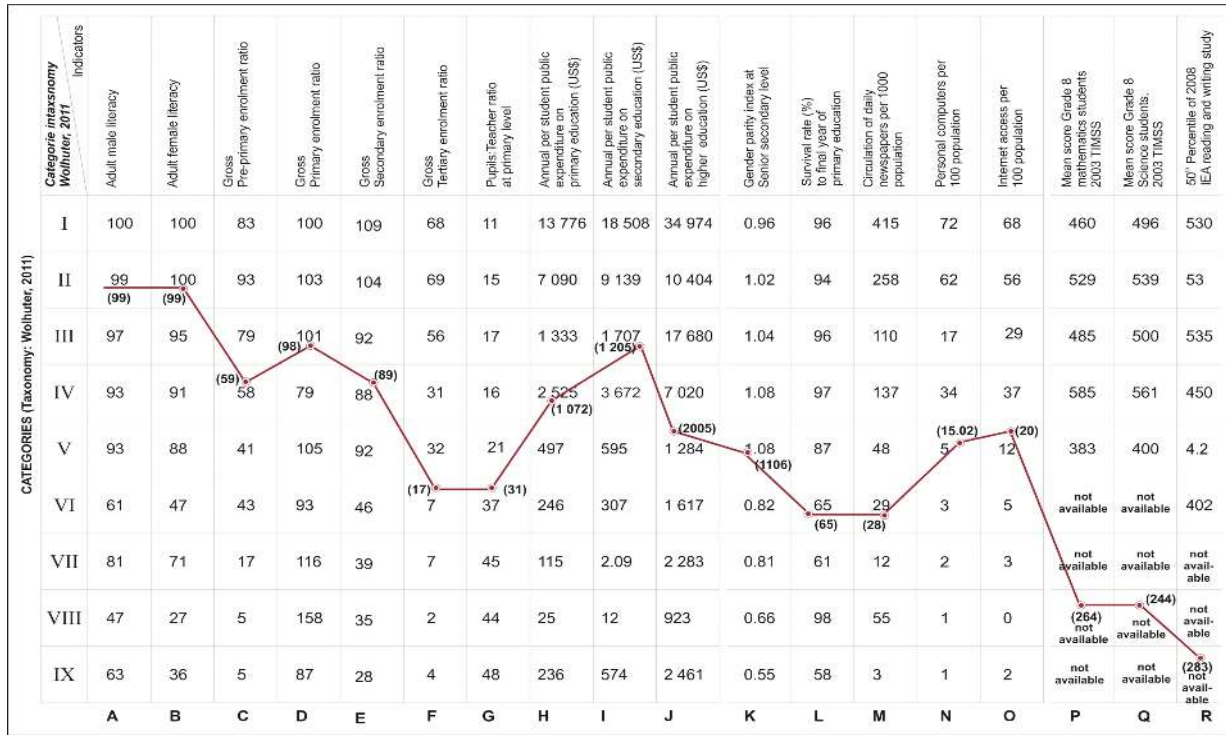 Categorie intaxsnomy
Wolhuter, 2011
Indicators
Adult male literacy
Adult female literacy
Gross
Pre-primary enrolment ratio
Gross
Primary enrolment ratio
Gross
Secondary enrolment ratio
Gross
Tertiary enrolment ratio
Pupils:Teacher ratio
at primary level
Annual per student public
expenditure on
primary education (US$)
Annual per student public
expenditure on
secondary education (US$)
Annual per student public
expenditure on
higher education (US$)
Gender parity index at
Senior secondary level
Survival rate (%)
to final year of
primary education
Circulation of daily
newspapers per 1000
population
Personal computers per
100 population
Internet access per
100 population
Mean score Grade 8
mathematics students
2003 TIMSS
Mean score Grade 8
Science students.
2003 TIMSS
50" Percentile of 2008
IEA reading and writing study
CATEGORIES (Taxonomy: Wolhuter, 2011)
I 100 100 83 100 109 68 11 13 776 18 508 34 974 0.96 96 415 72 68 460 496 530
II 99 100 93 103 104 69 15 7 090 9 139 10 404 1.02 94 258 62 56 529 539 53
(99) (99)
III 97 95 79 101 92 56 17 1 333 1 707 17 680 1.04 96 110 17 29 485 500 535
(98) (1 205)
(59) (89)
IV 93 91 58 79 88 31 16 2 525 3 672 7 020 1.08 97 137 34 37 585 561 450
(1 072)
(2005) (15.02) (20)
V 93 88 41 105 92 32 21 497 595 1 284 1.08 87 48 5 12 383 400 4.2
(1106)
(17) (31)
VI 61 47 43 93 46 7 37 246 307 1 617 0.82 65 29 3 5 not available not available 402
(65) (28)
VII 81 71 17 116 39 7 45 115 2.09 2 283 0.81 61 12 2 3 not available not available not avail-able
(244)
(264)
VIII 47 27 5 158 35 2 44 25 12 923 0.66 98 55 1 0 not available not available not avail-able
(283)
IX 63 36 5 87 28 4 48 236 574 2 461 0.55 58 3 1 2 not available not available not avail-able
A B C D E F G H I J K L M N O P Q R